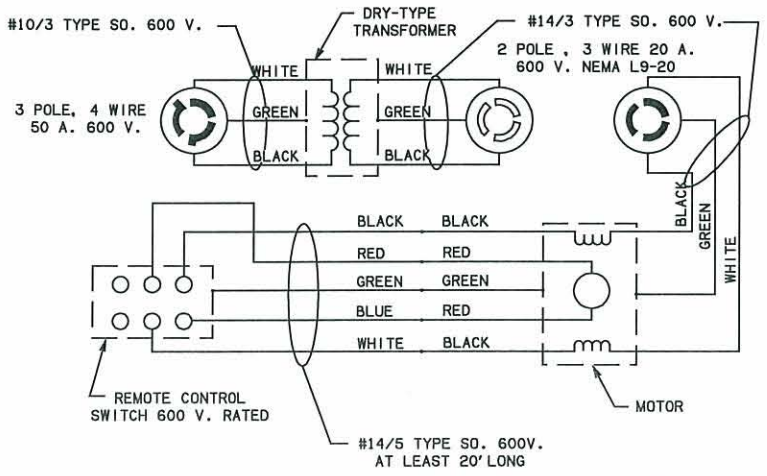 #10/3 TYPE SO. 600 V.
DRY-TYPE
TRANSFORMER
#14/3 TYPE SO. 600 V.
2 POLE , 3 WIRE 20 A.
600 V. NEMA L9-20
3 POLE, 4 WIRE
50 A. 600 V.
WHITE
WHITE
GREEN
GREEN
BLACK
BLACK
BLACK
GREEN
WHITE
BLACK
BLACK
RED
RED
GREEN
GREEN
BLUE
RED
WHITE
BLACK
REMOTE CONTROL
SWITCH 600 V. RATED
MOTOR
#14/5 TYPE SO. 600V.
AT LEAST 20' LONG